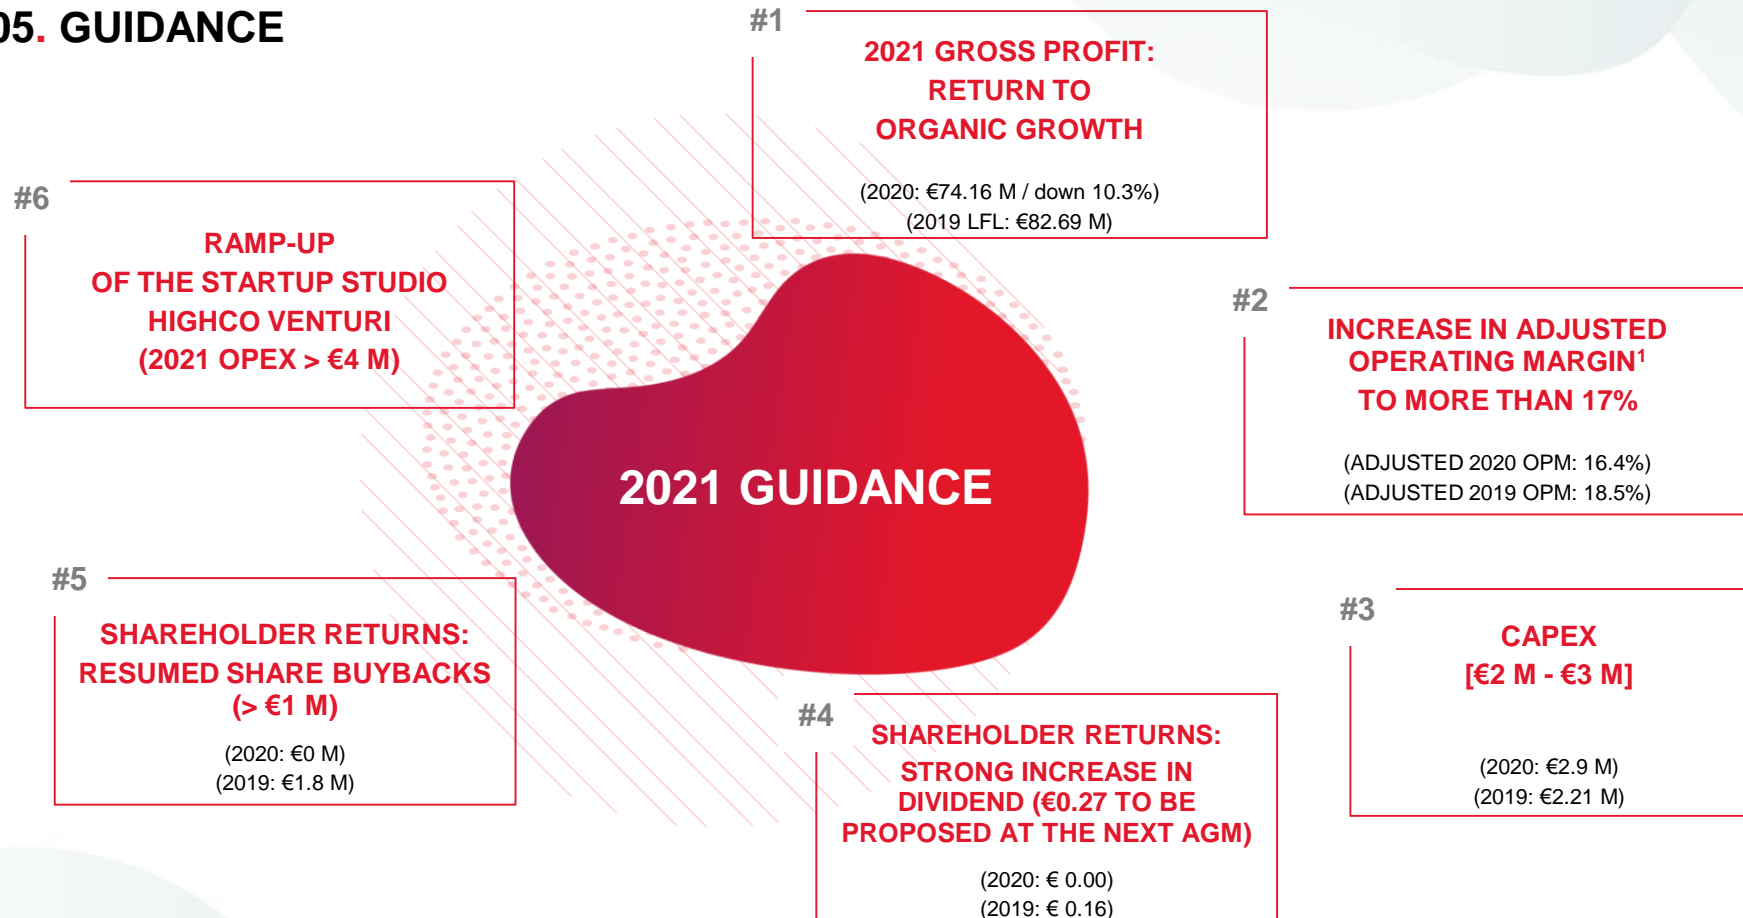 05. GUIDANCE
#1
2021 GROSS PROFIT:
RETURN TO
ORGANIC GROWTH
(2020: €74.16 M / down 10.3%)
(2019 LFL: €82.69 M)
#2
INCREASE IN ADJUSTED
OPERATING MARGIN¹
TO MORE THAN 17%
(ADJUSTED 2020 OPM: 16.4%)
(ADJUSTED 2019 OPM: 18.5%)
#3
CAPEX
[€2 M - €3 M]
(2020: €2.9 M)
(2019: €2.21 M)
#4
SHAREHOLDER RETURNS:
STRONG INCREASE IN
DIVIDEND (€0.27 TO BE
PROPOSED AT THE NEXT AGM)
(2020: € 0.00)
(2019: € 0.16)
#5
SHAREHOLDER RETURNS:
RESUMED SHARE BUYBACKS
(> €1 M)
(2020: €0 M)
(2019: €1.8 M)
#6
RAMP-UP
OF THE STARTUP STUDIO
HIGHCO VENTURI
(2021 OPEX > €4 M)
2021 GUIDANCE